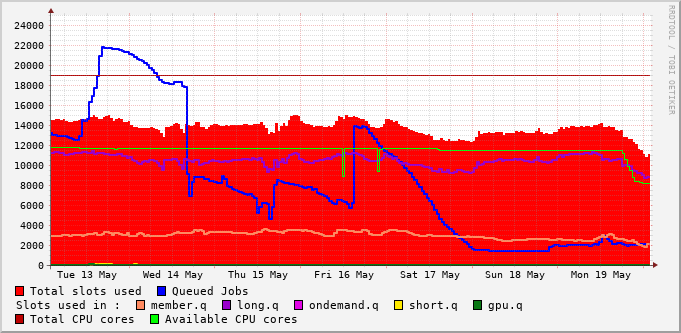 RRDTOOL / TOBI OETIKER
24000
22000
20000
18000
16000
14000
12000
10000
8000
6000
4000
2000
0
Tue 13 May Wed 14 May Thu 15 May Fri 16 May Sat 17 May Sun 18 May Mon 19 May
Total slots used Queued Jobs
Slots used in : member.q long.q ondemand.q short.q gpu.q
Total CPU cores Available CPU cores